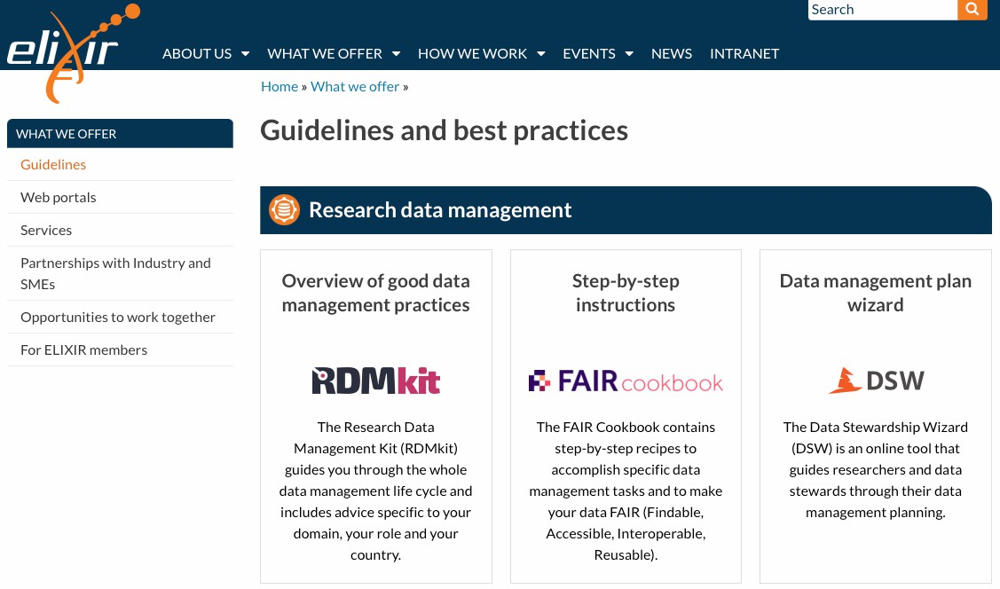 Search
elixir
ABOUT US
WHAT WE OFFER
HOW WE WORK
EVENTS
NEWS
INTRANET
Home » What we offer »
WHAT WE OFFER
Guidelines
Web portals
Services
Partnerships with Industry and
SMEs
Opportunities to work together
For ELIXIR members
Guidelines and best practices
Research data management
Overview of good data
management practices
RDMkit
The Research Data
Management Kit (RDMkit)
guides you through the whole
data management life cycle and
includes advice specific to your
domain, your role and your
country.
Step-by-step
instructions
FAIR cookbook
The FAIR Cookbook contains
step-by-step recipes to
accomplish specific data
management tasks and to make
your data FAIR (Findable,
Accessible, Interoperable,
Reusable).
Data management plan
wizard
DSW
The Data Stewardship Wizard
(DSW) is an online tool that
guides researchers and data
stewards through their data
management planning.